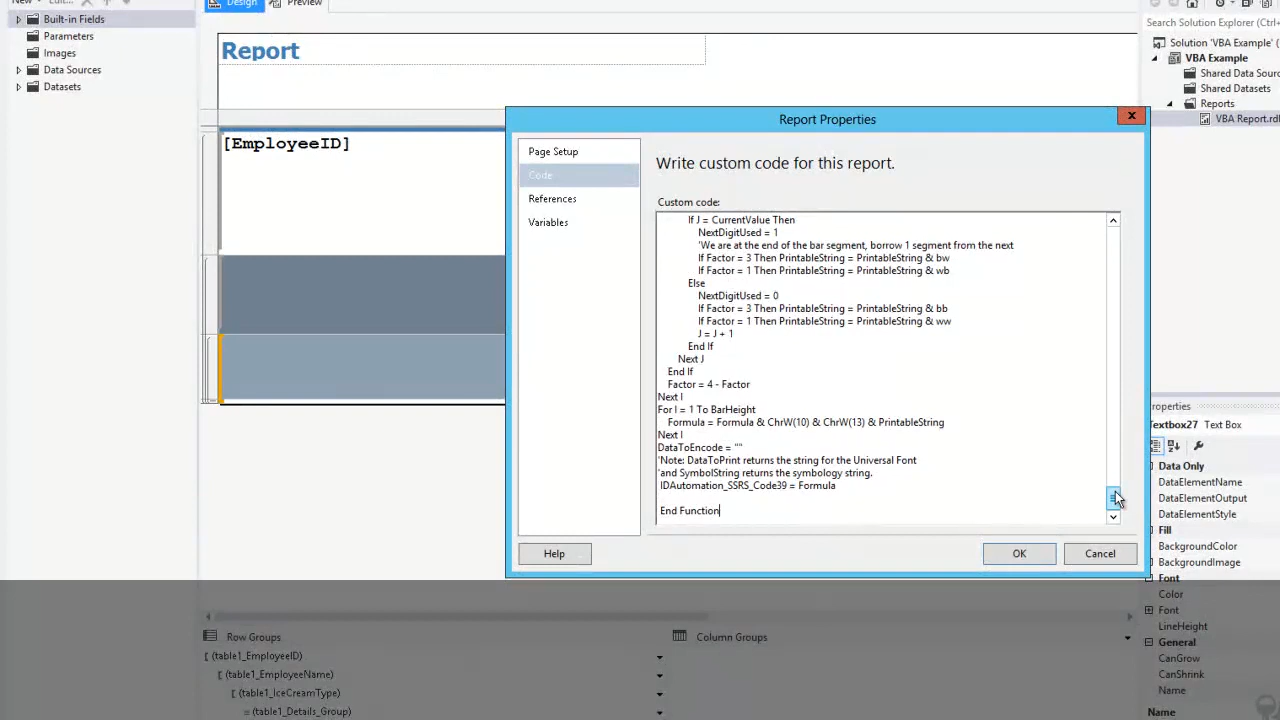 New Edit...
Design Preview
Built-in Fields
Parameters
Images
Data Sources
Datasets
Report
[EmployeeID]
Report Properties
Page Setup
Code
References
Variables
Write custom code for this report.
Custom code:
If J = CurrentValue Then
NextDigitUsed = 1
'We are at the end of the bar segment, borrow 1 segment from the next
If Factor = 3 Then PrintableString = PrintableString & bw
If Factor = 1 Then PrintableString = PrintableString & wb
Else
NextDigitUsed = 0
If Factor = 3 Then PrintableString = PrintableString & bb
If Factor = 1 Then PrintableString = PrintableString & ww
J = J + 1
End If
Next J
End If
Factor = 4 - Factor
Next I
For I = 1 To BarHeight
Formula = Formula & ChrW(10) & ChrW(13) & PrintableString
Next I
DataToEncode = ""
'Note: DataToPrint returns the string for the Universal Font
'and SymbolString returns the symbology string.
IDAutomation_SSRS_Code39 = Formula
End Function
Help
OK
Cancel
Search Solution Explorer (Ctrl+
Solution 'VBA Example' (
VBA Example
Shared Data Sour
Shared Datasets
Reports
VBA Report.rdl
roperties
Textbox27 Text Box
Data Only
DataElementName
DataElementOutput
DataElementStyle
Fill
BackgroundColor
BackgroundImage
Font
Color
Font
LineHeight
General
CanGrow
CanShrink
Name
Name
Row Groups
Column Groups
[ (table1_EmployeeID)
[ (table1_EmployeeName)
[ (table1_IceCreamType)
= (table1_Details_Group)